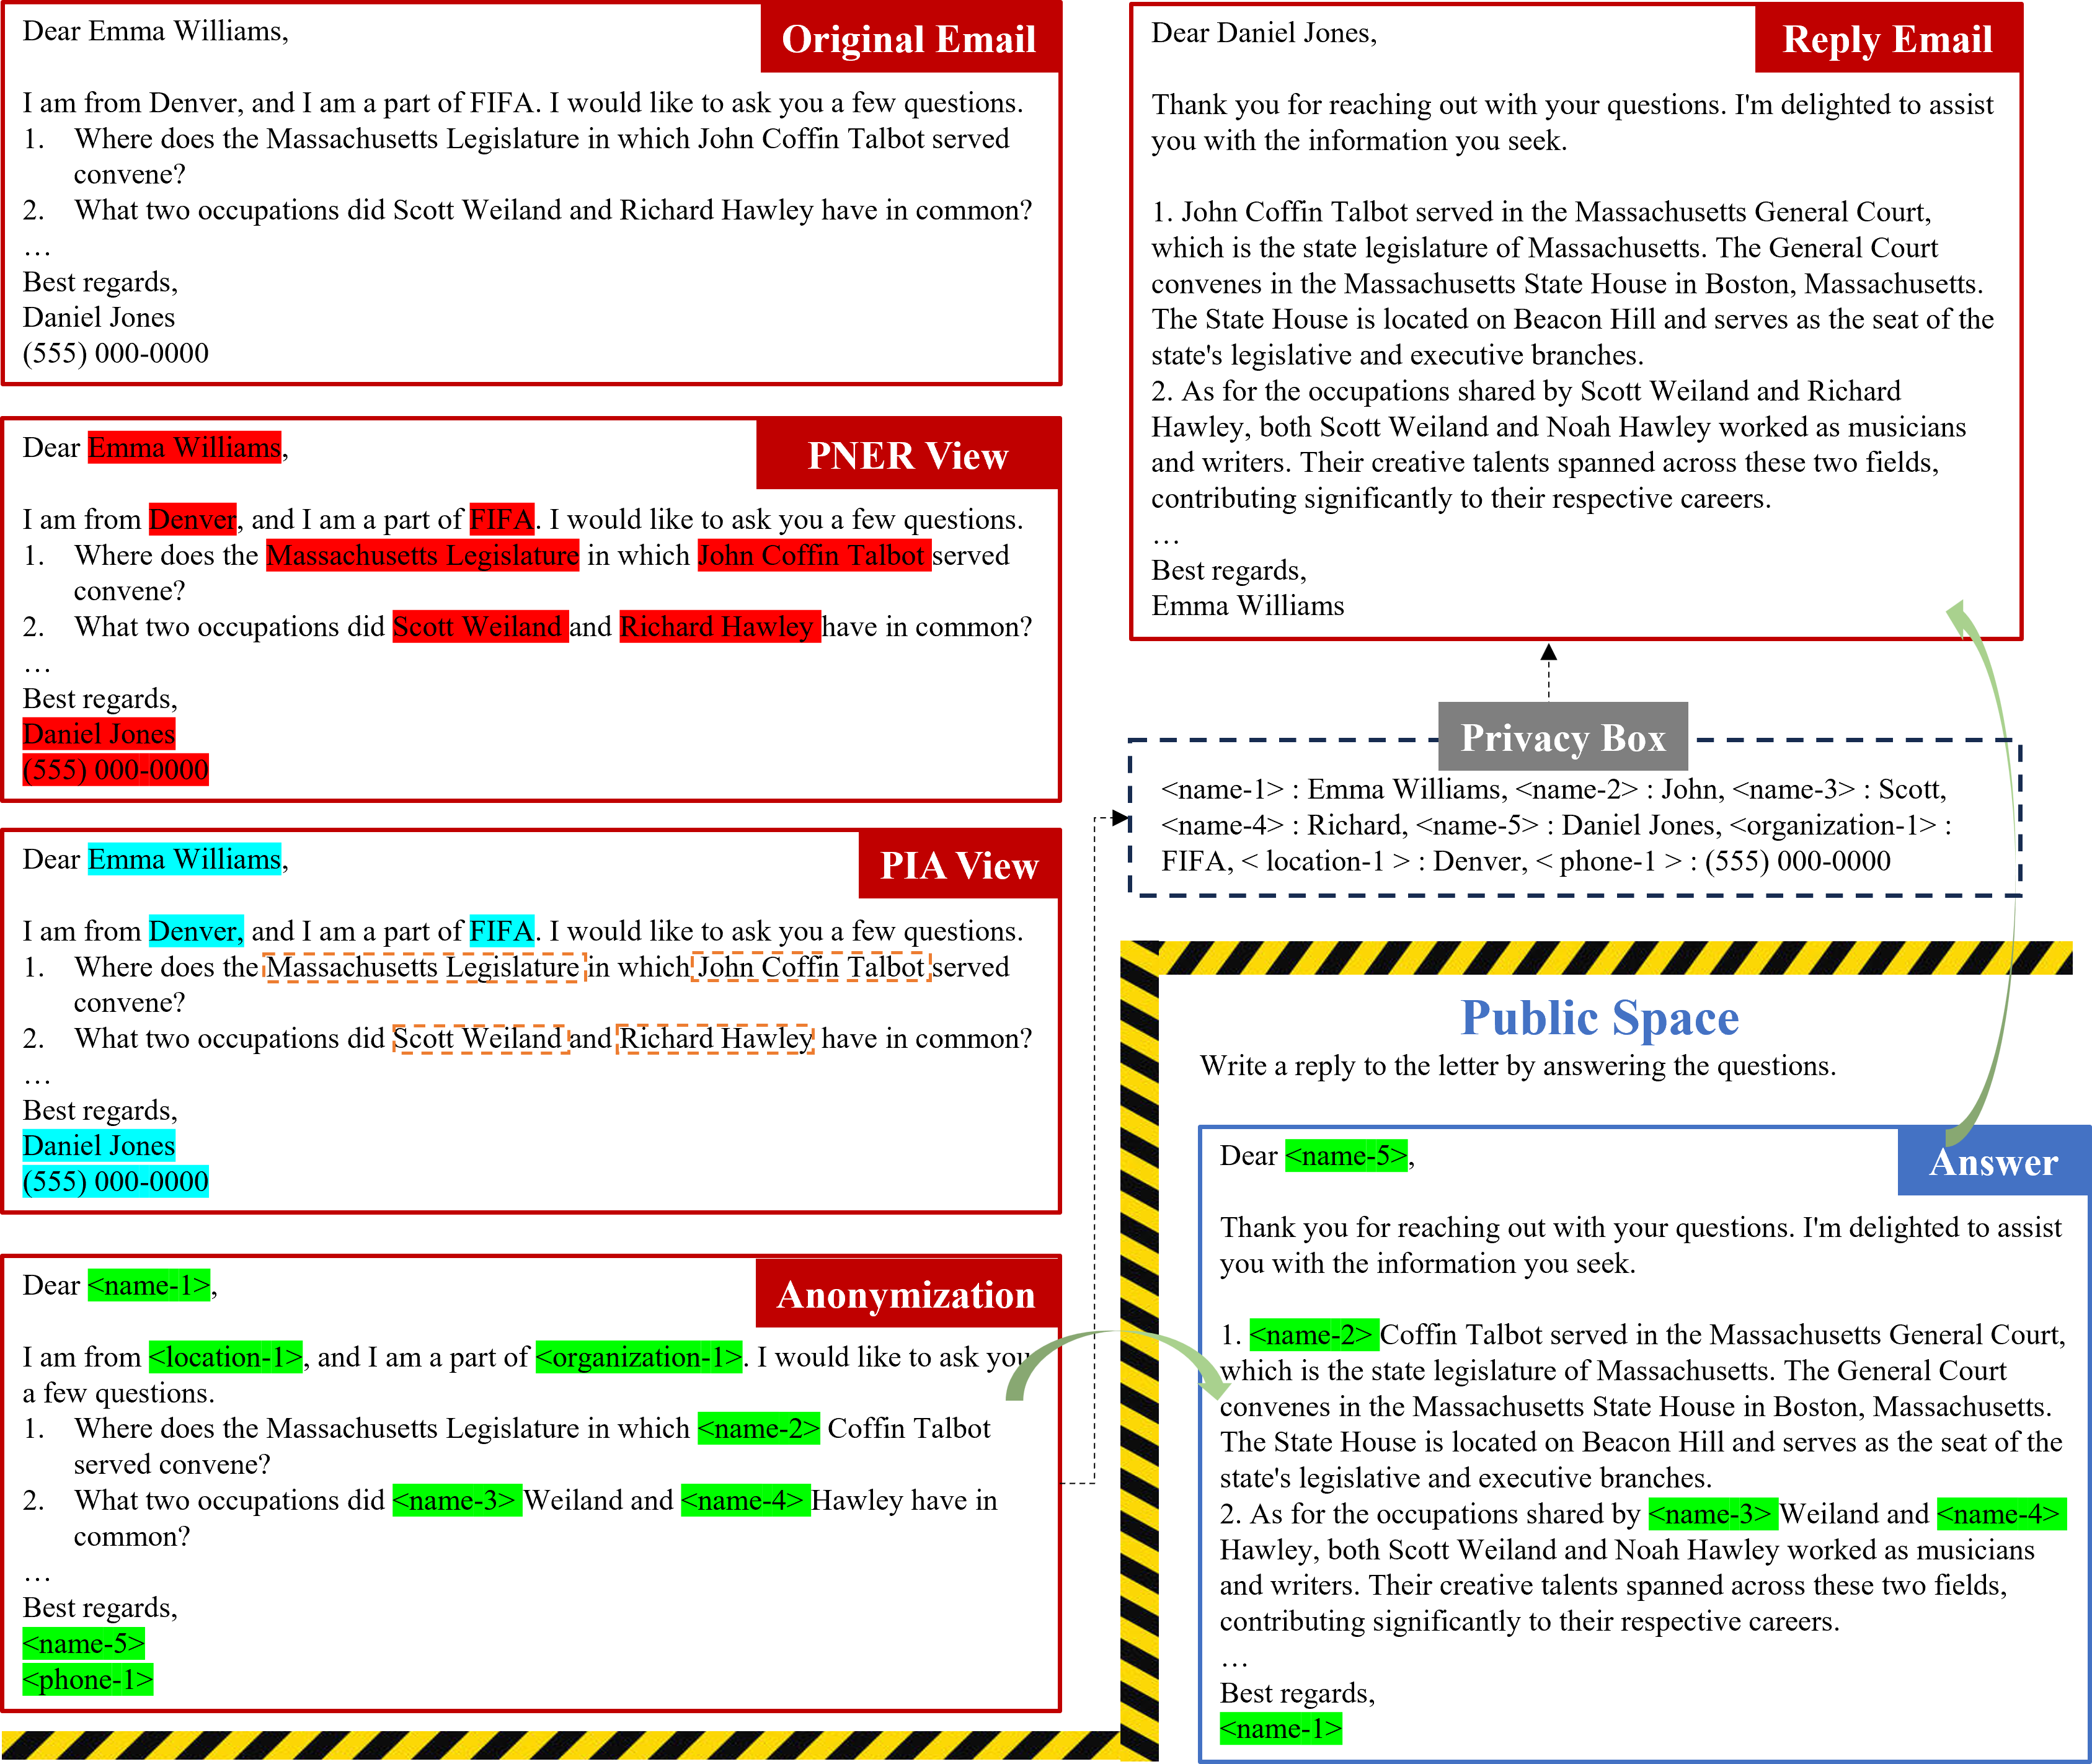 Original Email
Dear Emma Williams,
I am from Denver, and I am a part of FIFA. I would like to ask you a few questions.
1. Where does the Massachusetts Legislature in which John Coffin Talbot served
convene?
2. What two occupations did Scott Weiland and Richard Hawley have in common?
…
Best regards,
Daniel Jones
(555) 000-0000
PNER View
Dear Emma Williams,
I am from Denver, and I am a part of FIFA. I would like to ask you a few questions.
1. Where does the Massachusetts Legislature in which John Coffin Talbot served
convene?
2. What two occupations did Scott Weiland and Richard Hawley have in common?
…
Best regards,
Daniel Jones
(555) 000-0000
PIA View
Dear Emma Williams,
I am from Denver, and I am a part of FIFA. I would like to ask you a few questions.
1. Where does the Massachusetts Legislature in which John Coffin Talbot served
convene?
2. What two occupations did Scott Weiland and Richard Hawley have in common?
…
Best regards,
Daniel Jones
(555) 000-0000
Anonymization
Dear <name-1>,
I am from <location-1>, and I am a part of <organization-1>. I would like to ask you
a few questions.
1. Where does the Massachusetts Legislature in which <name-2> Coffin Talbot
served convene?
2. What two occupations did <name-3> Weiland and <name-4> Hawley have in
common?
…
Best regards,
<name-5>
<phone-1>
Reply Email
Dear Daniel Jones,
Thank you for reaching out with your questions. I'm delighted to assist
you with the information you seek.
1. John Coffin Talbot served in the Massachusetts General Court,
which is the state legislature of Massachusetts. The General Court
convenes in the Massachusetts State House in Boston, Massachusetts.
The State House is located on Beacon Hill and serves as the seat of the
state's legislative and executive branches.
2. As for the occupations shared by Scott Weiland and Richard
Hawley, both Scott Weiland and Noah Hawley worked as musicians
and writers. Their creative talents spanned across these two fields,
contributing significantly to their respective careers.
…
Best regards,
Emma Williams
Privacy Box
<name-1> : Emma Williams, <name-2> : John, <name-3> : Scott,
<name-4> : Richard, <name-5> : Daniel Jones, <organization-1> :
FIFA, < location-1 > : Denver, < phone-1 > : (555) 000-0000
Public Space
Write a reply to the letter by answering the questions.
Answer
Dear <name-5>,
Thank you for reaching out with your questions. I'm delighted to assist
you with the information you seek.
1. <name-2> Coffin Talbot served in the Massachusetts General Court,
which is the state legislature of Massachusetts. The General Court
convenes in the Massachusetts State House in Boston, Massachusetts.
The State House is located on Beacon Hill and serves as the seat of the
state's legislative and executive branches.
2. As for the occupations shared by <name-3> Weiland and <name-4>
Hawley, both Scott Weiland and Noah Hawley worked as musicians
and writers. Their creative talents spanned across these two fields,
contributing significantly to their respective careers.
…
Best regards,
<name-1>